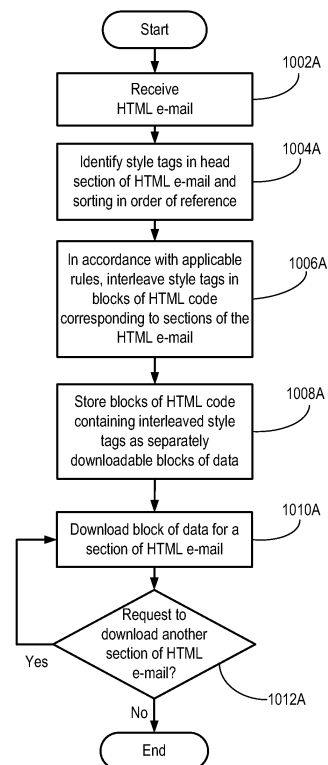 Start
Receive
HTML e-mail
1002A
Identify style tags in head
section of HTML e-mail and
sorting in order of reference
1004A
In accordance with applicable
rules, interleave style tags in
blocks of HTML code
corresponding to sections of the
HTML e-mail
1006A
Store blocks of HTML code
containing interleaved style
tags as separately
downloadable blocks of data
1008A
Download block of data for a
section of HTML e-mail
1010A
Request to
download another
section of HTML
e-mail?
1012A
Yes
No
End